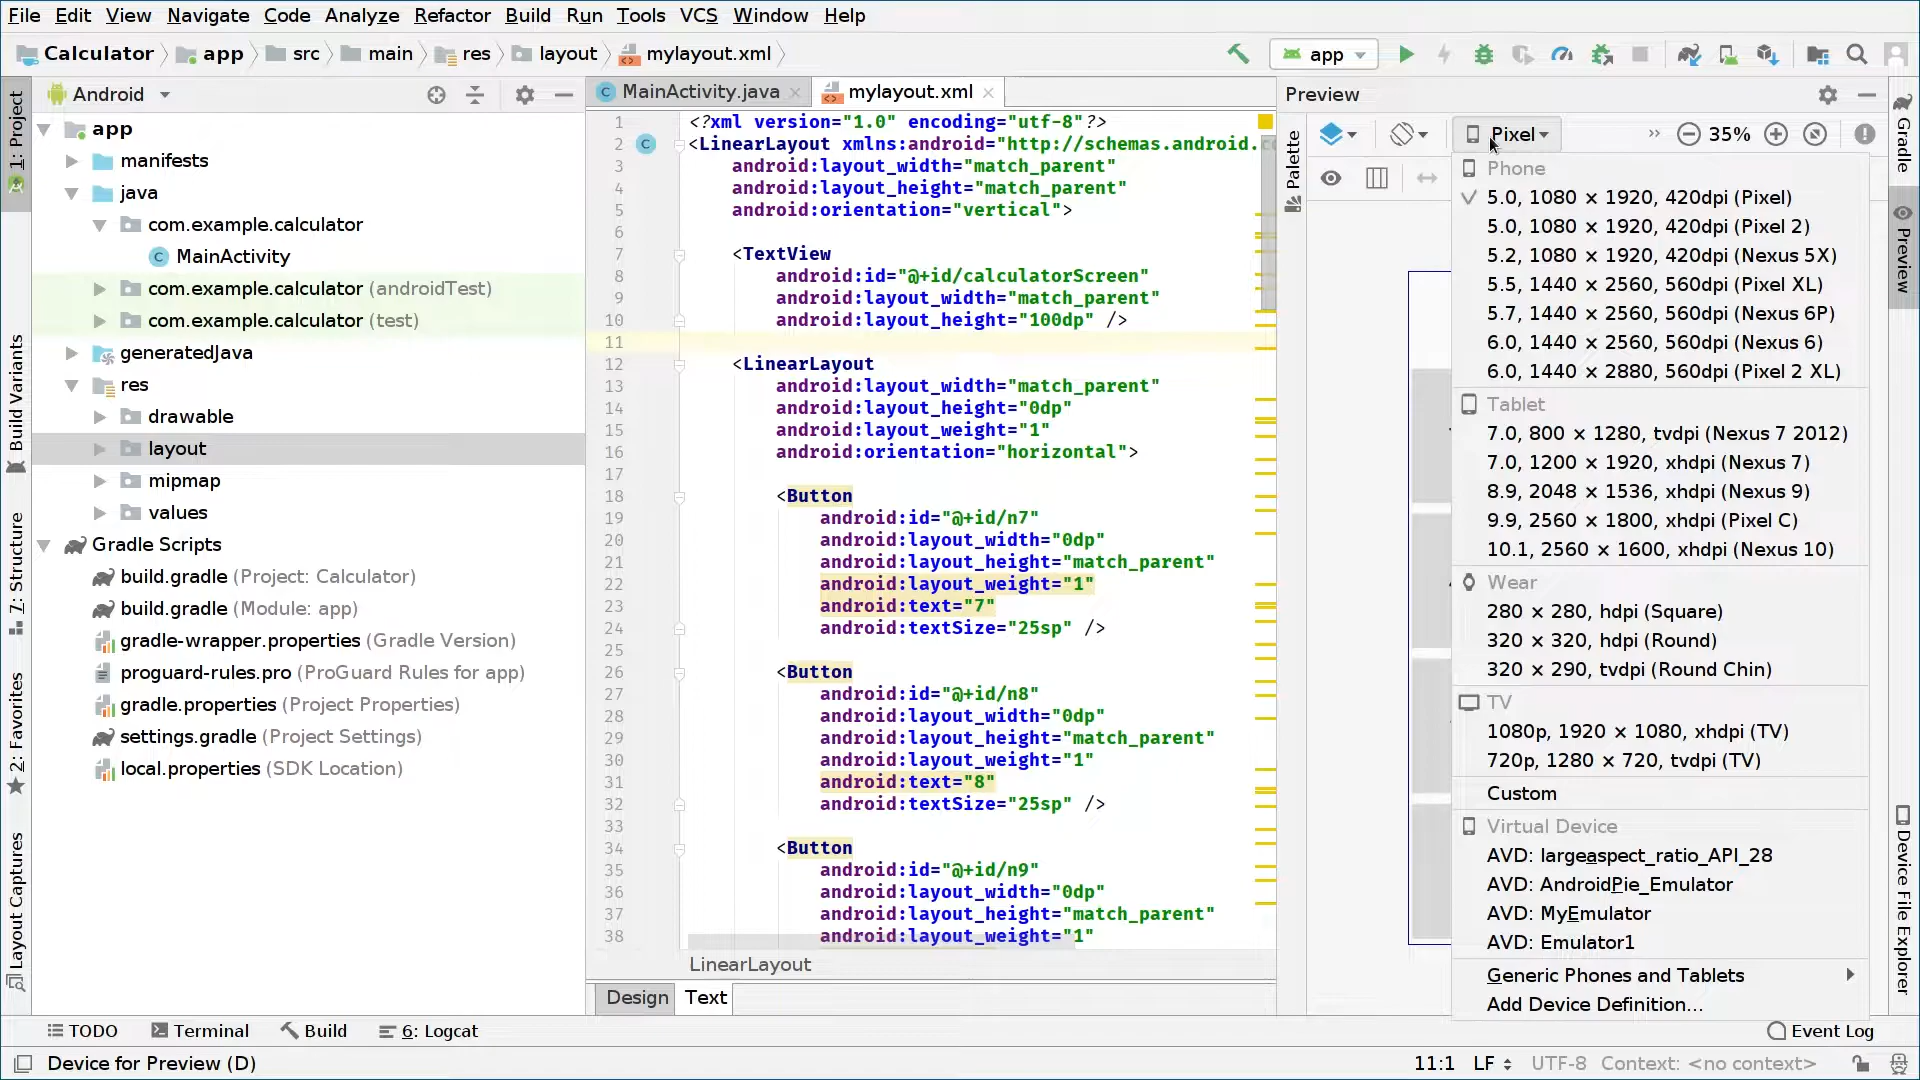 File Edit View Navigate Code Analyze Refactor Build Run Tools VCS Window Help
Calculator app src main res layout mylayout.xml
app
1: Project
Build Variants
7: Structure
2: Favorites
Layout Captures
Android
app
manifests
java
com.example.calculator
MainActivity
com.example.calculator (androidTest)
com.example.calculator (test)
generatedJava
res
drawable
layout
mipmap
values
Gradle Scripts
build.gradle (Project: Calculator)
build.gradle (Module: app)
gradle-wrapper.properties (Gradle Version)
proguard-rules.pro (ProGuard Rules for app)
gradle.properties (Project Properties)
settings.gradle (Project Settings)
local.properties (SDK Location)
MainActivity.java mylayout.xml
1 <?xml version="1.0" encoding="utf-8"?>
2 <LinearLayout xmlns:android="http://schemas.android.
3 android:layout_width="match_parent"
4 android:layout_height="match_parent"
5 android:orientation="vertical">
6
7 <TextView
8 android:id="@+id/calculatorScreen"
9 android:layout_width="match_parent"
10 android:layout_height="100dp" />
11
12 <LinearLayout
13 android:layout_width="match_parent"
14 android:layout_height="0dp"
15 android:layout_weight="1"
16 android:orientation="horizontal">
17
18 <Button
19 android:id="@+id/n7"
20 android:layout_width="0dp"
21 android:layout_height="match_parent"
22 android:layout_weight="1"
23 android:text="7"
24 android:textSize="25sp" />
25
26 <Button
27 android:id="@+id/n8"
28 android:layout_width="0dp"
29 android:layout_height="match_parent"
30 android:layout_weight="1"
31 android:text="8"
32 android:textSize="25sp" />
33
34 <Button
35 android:id="@+id/n9"
36 android:layout_width="0dp"
37 android:layout_height="match_parent"
38 android:layout_weight="1"
LinearLayout
Design Text
Preview
Palette
Pixel
35%
Phone
5.0, 1080 × 1920, 420dpi (Pixel)
5.0, 1080 × 1920, 420dpi (Pixel 2)
5.2, 1080 × 1920, 420dpi (Nexus 5X)
5.5, 1440 × 2560, 560dpi (Pixel XL)
5.7, 1440 × 2560, 560dpi (Nexus 6P)
6.0, 1440 × 2560, 560dpi (Nexus 6)
6.0, 1440 × 2880, 560dpi (Pixel 2 XL)
Tablet
7.0, 800 × 1280, tvdpi (Nexus 7 2012)
7.0, 1200 × 1920, xhdpi (Nexus 7)
8.9, 2048 × 1536, xhdpi (Nexus 9)
9.9, 2560 × 1800, xhdpi (Pixel C)
10.1, 2560 × 1600, xhdpi (Nexus 10)
Wear
280 × 280, hdpi (Square)
320 × 320, hdpi (Round)
320 × 290, tvdpi (Round Chin)
TV
1080p, 1920 × 1080, xhdpi (TV)
720p, 1280 × 720, tvdpi (TV)
Custom
Virtual Device
AVD: largeaspect_ratio_API_28
AVD: AndroidPie_Emulator
AVD: MyEmulator
AVD: Emulator1
Generic Phones and Tablets
Add Device Definition...
Gradle
Preview
Device File Explorer
TODO Terminal Build 6: Logcat Event Log
Device for Preview (D) 11:1 LF UTF-8 Context: <no context>